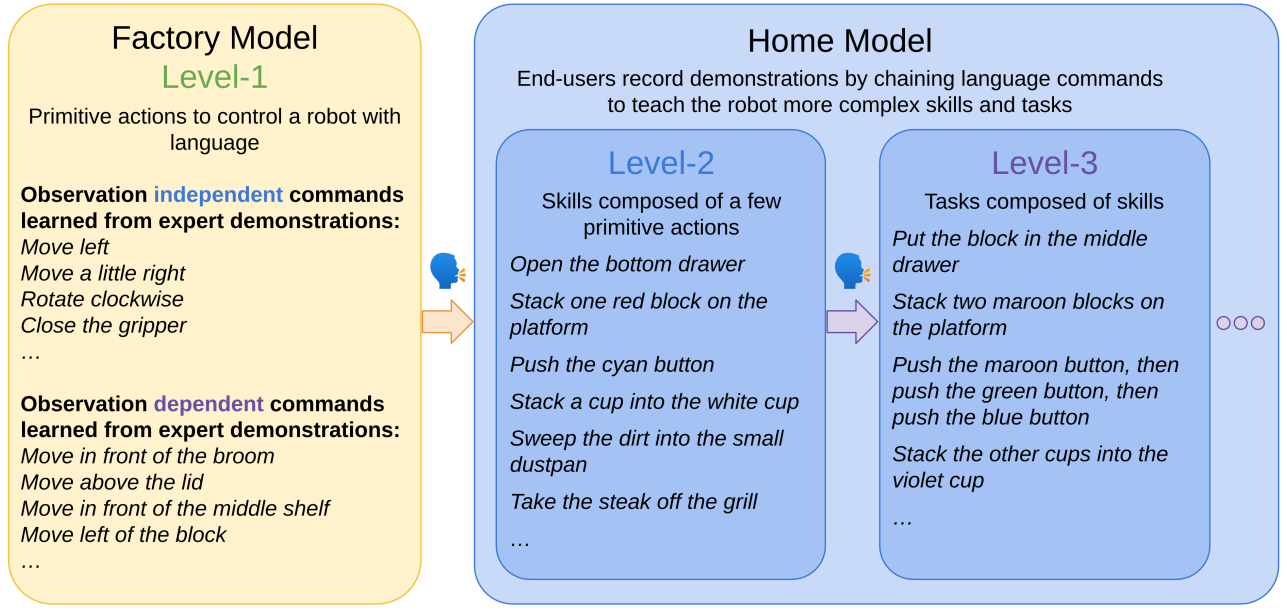 Factory Model
Level-1
Primitive actions to control a robot with
language
Observation independent commands
learned from expert demonstrations:
Move left
Move a little right
Rotate clockwise
Close the gripper
…
Observation dependent commands
learned from expert demonstrations:
Move in front of the broom
Move above the lid
Move in front of the middle shelf
Move left of the block
…
Home Model
End-users record demonstrations by chaining language commands
to teach the robot more complex skills and tasks
Level-2
Skills composed of a few
primitive actions
Open the bottom drawer
Stack one red block on the
platform
Push the cyan button
Stack a cup into the white cup
Sweep the dirt into the small
dustpan
Take the steak off the grill
…
Level-3
Tasks composed of skills
Put the block in the middle
drawer
Stack two maroon blocks on
the platform
Push the maroon button, then
push the green button, then
push the blue button
Stack the other cups into the
violet cup
…